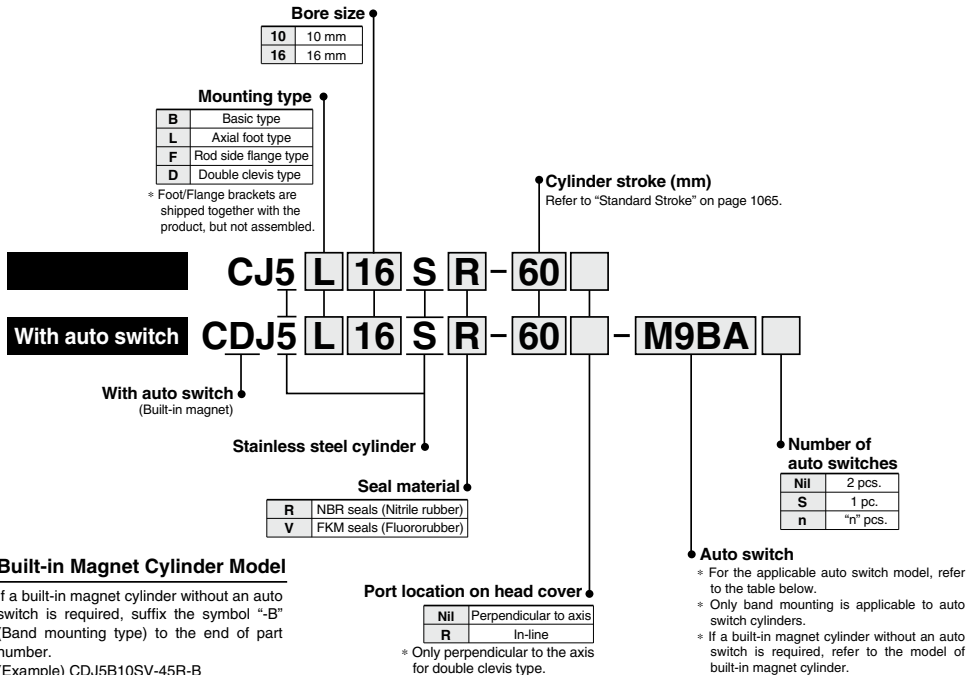 Bore size
10 10 mm
16 16 mm
Mounting type
B Basic type
L Axial foot type
F Rod side flange type
D Double clevis type
* Foot/Flange brackets are
shipped together with the
product, but not assembled.
Cylinder stroke (mm)
Refer to “Standard Stroke” on page 1065.
CJ5 L 16 S R - 60
With auto switch CDJ5 L 16 S R - 60 - M9BA
With auto switch
(Built-in magnet)
Stainless steel cylinder
Seal material
R NBR seals (Nitrile rubber)
V FKM seals (Fluororubber)
Number of
auto switches
Nil 2 pcs.
S 1 pc.
n “n” pcs.
Built-in Magnet Cylinder Model
If a built-in magnet cylinder without an auto
switch is required, suffix the symbol “-B”
(Band mounting type) to the end of part
number.
(Example) CDJ5B10SV-45R-B
Port location on head cover
Nil Perpendicular to axis
R In-line
* Only perpendicular to the axis
for double clevis type.
Auto switch
* For the applicable auto switch model, refer
to the table below.
* Only band mounting is applicable to auto
switch cylinders.
* If a built-in magnet cylinder without an auto
switch is required, refer to the model of
built-in magnet cylinder.